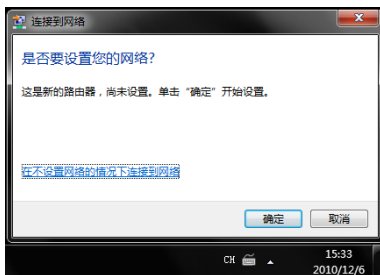 连接到网络
是否要设置您的网络?
这是新的路由器，尚未设置。单击“确定”开始设置。
在不设置网络的情况下连接到网络
确定
取消
CH
15:33
2010/12/6